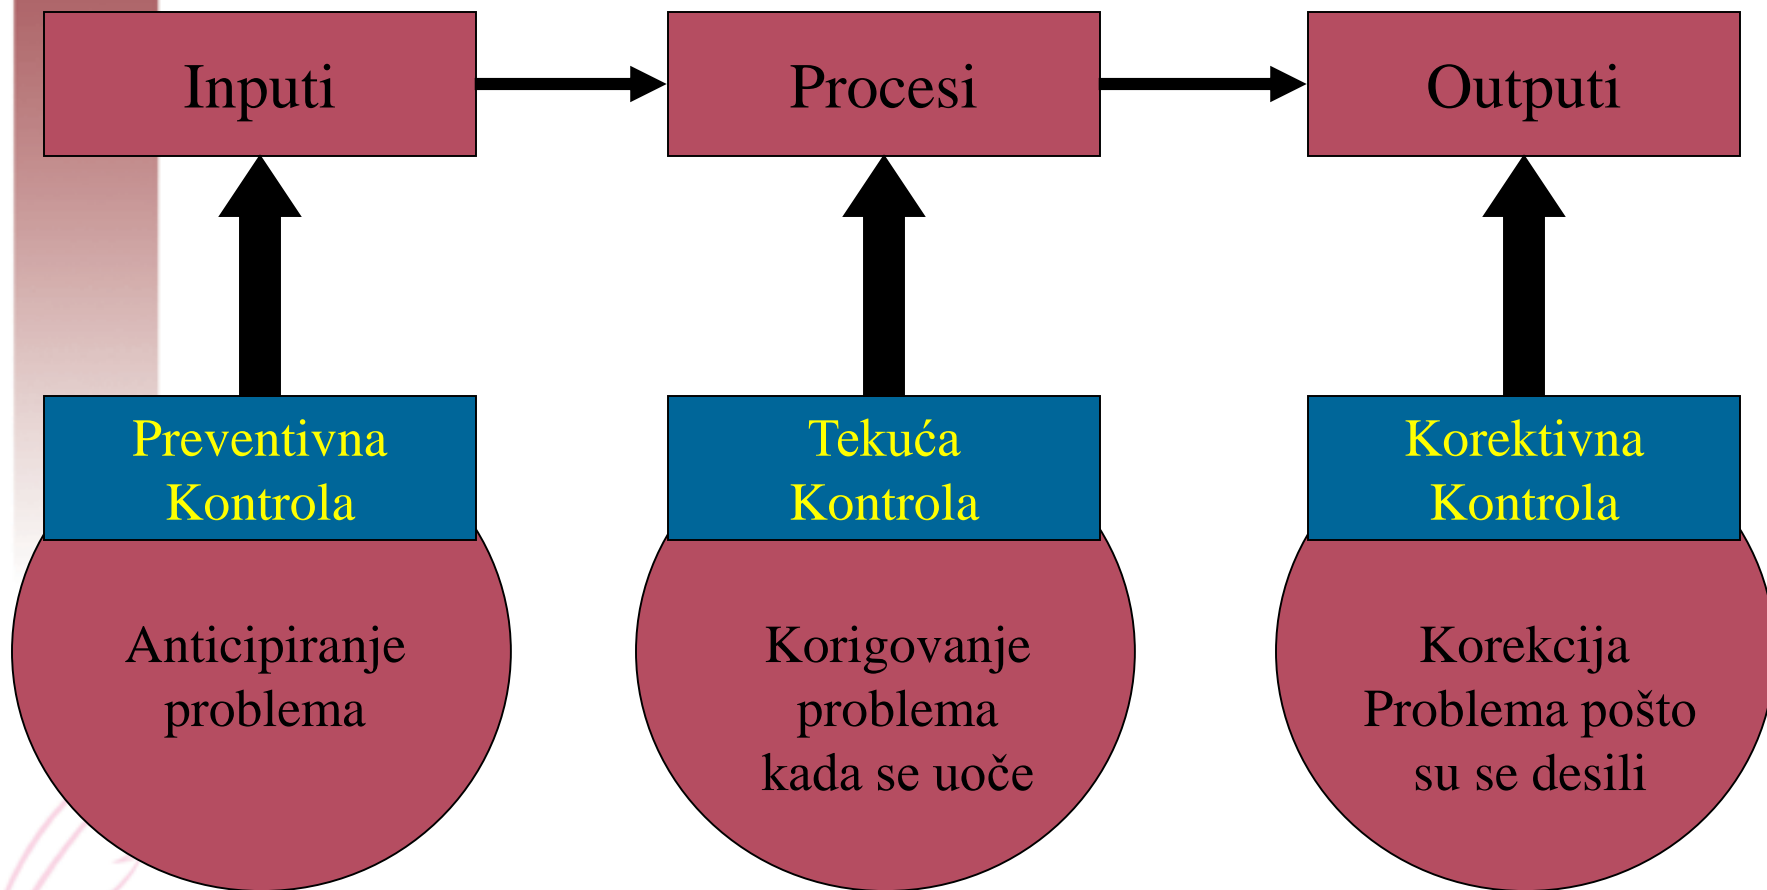 Inputi
Procesi
Outputi
Preventivna
Kontrola
Tekuća
Kontrola
Korektivna
Kontrola
Anticipiranje
problema
Korigovanje
problema
kada se uoče
Korekcija
Problema pošto
su se desili